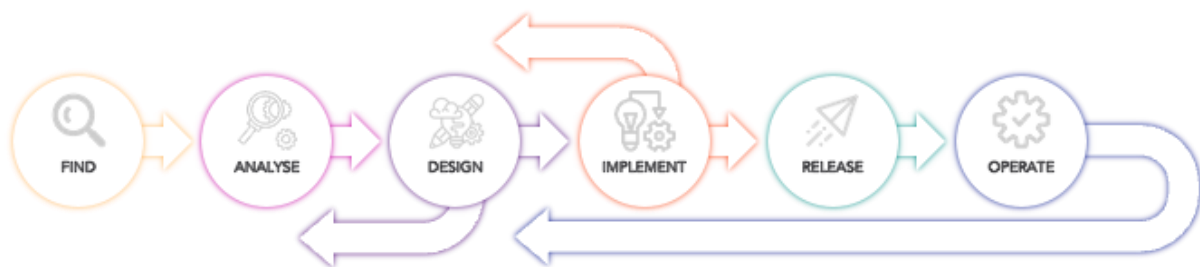 FIND
ANALYSE
DESIGN
IMPLEMENT
RELEASE
OPERATE